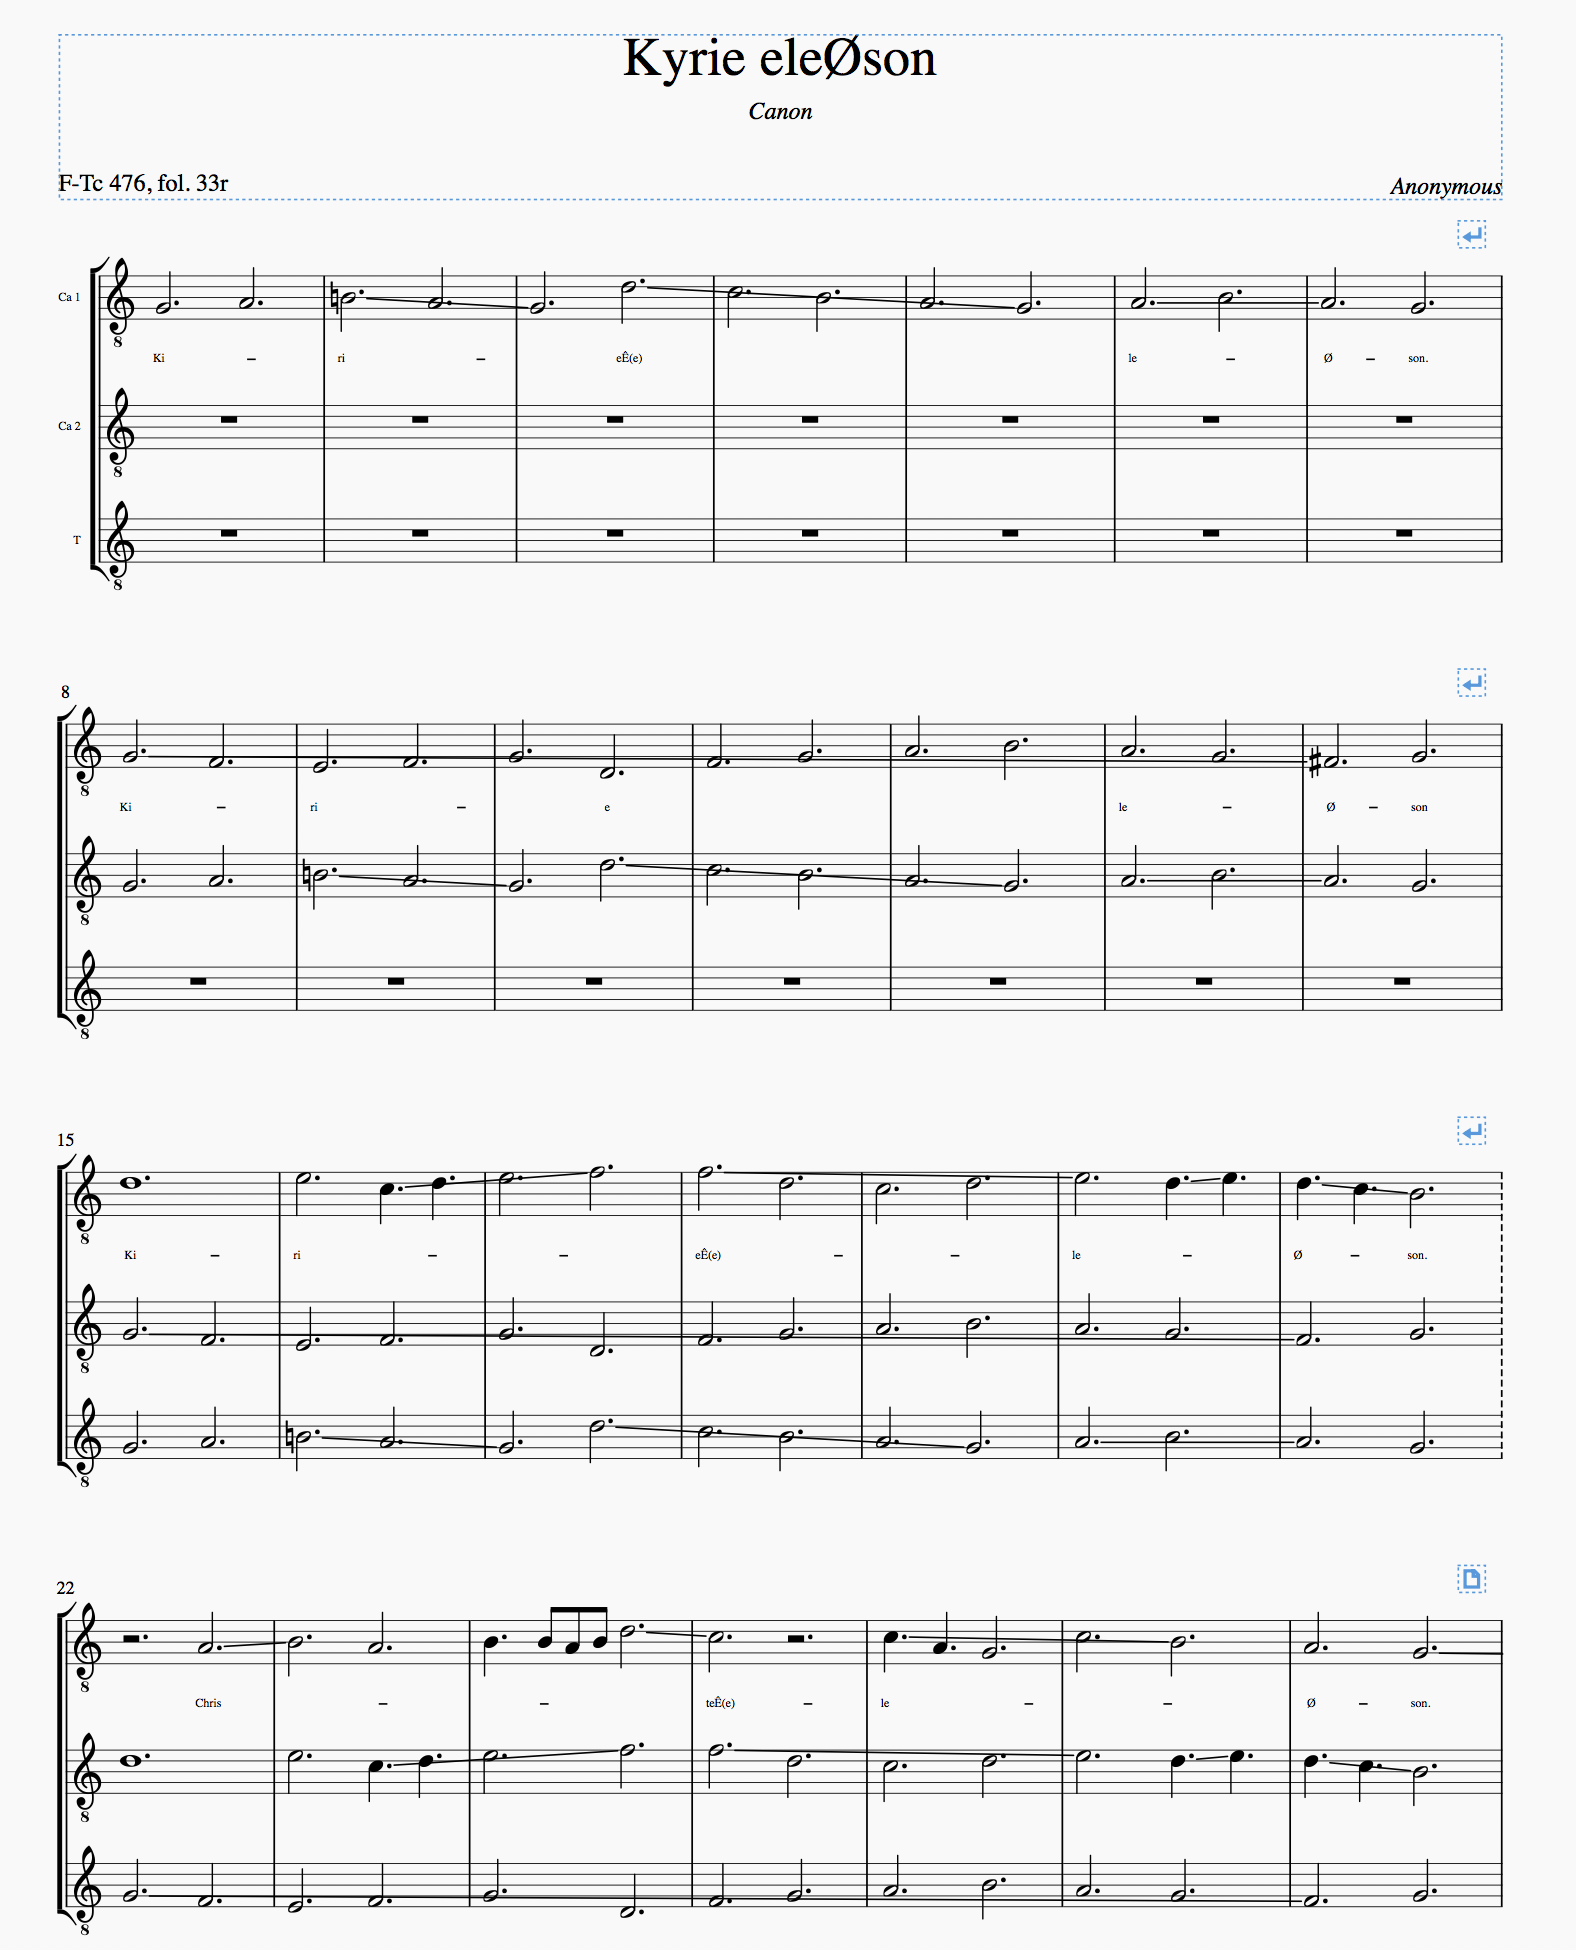 Kyrie eleØson
Canon
F-Tc 476, fol. 33r
Anonymous
Ca 1
Ki – ri – eÊ(e) le – Ø – son.
Ca 2
T
8
Ki – ri – e le – Ø – son
15
Ki – ri – – eÊ(e) – – le – Ø – son.
22
Chris – – teÊ(e) – le – – Ø – son.